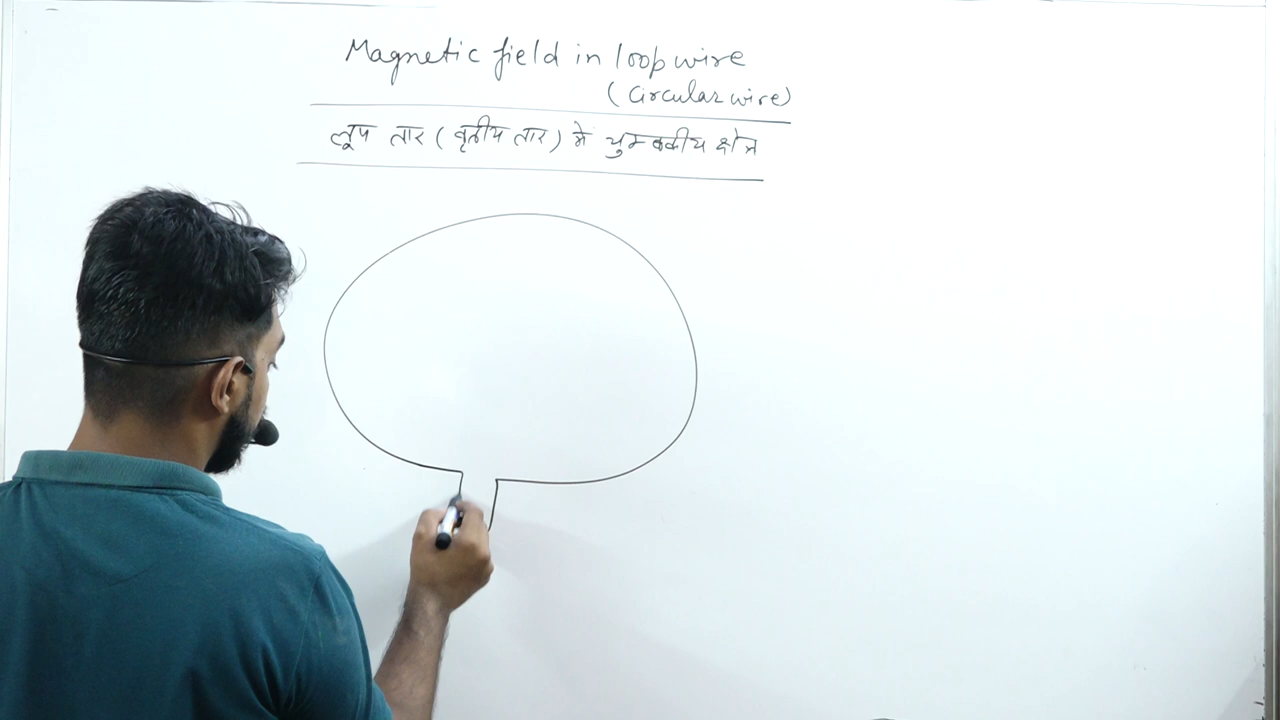 Magnetic field in loop wire
(Circular wire)
लूप तार (वृतीय तार) मे चुम्बकीय क्षेत्र